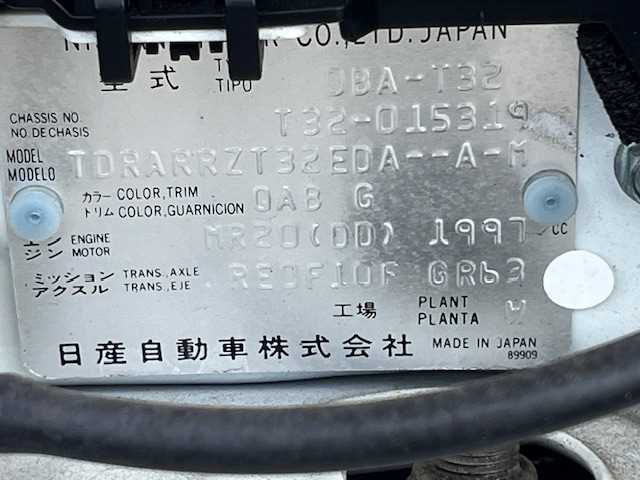 CO.,LTD.JAPAN
型式 TIPO DBA-T32
CHASSIS NO. NO. DE CHASIS T32-015319
MODEL MODELO TDRARRZT32EDA--A-M
カラー COLOR,TRIM
トリム COLOR,GUARNICION QAB G
エンジン ENGINE MOTOR MR20(DD) 1997 CC
ミッション TRANS.,AXLE
アクスル TRANS.,EJE RE0F10F GR63
工場 PLANT PLANTA W
日産自動車株式会社 MADE IN JAPAN
89909